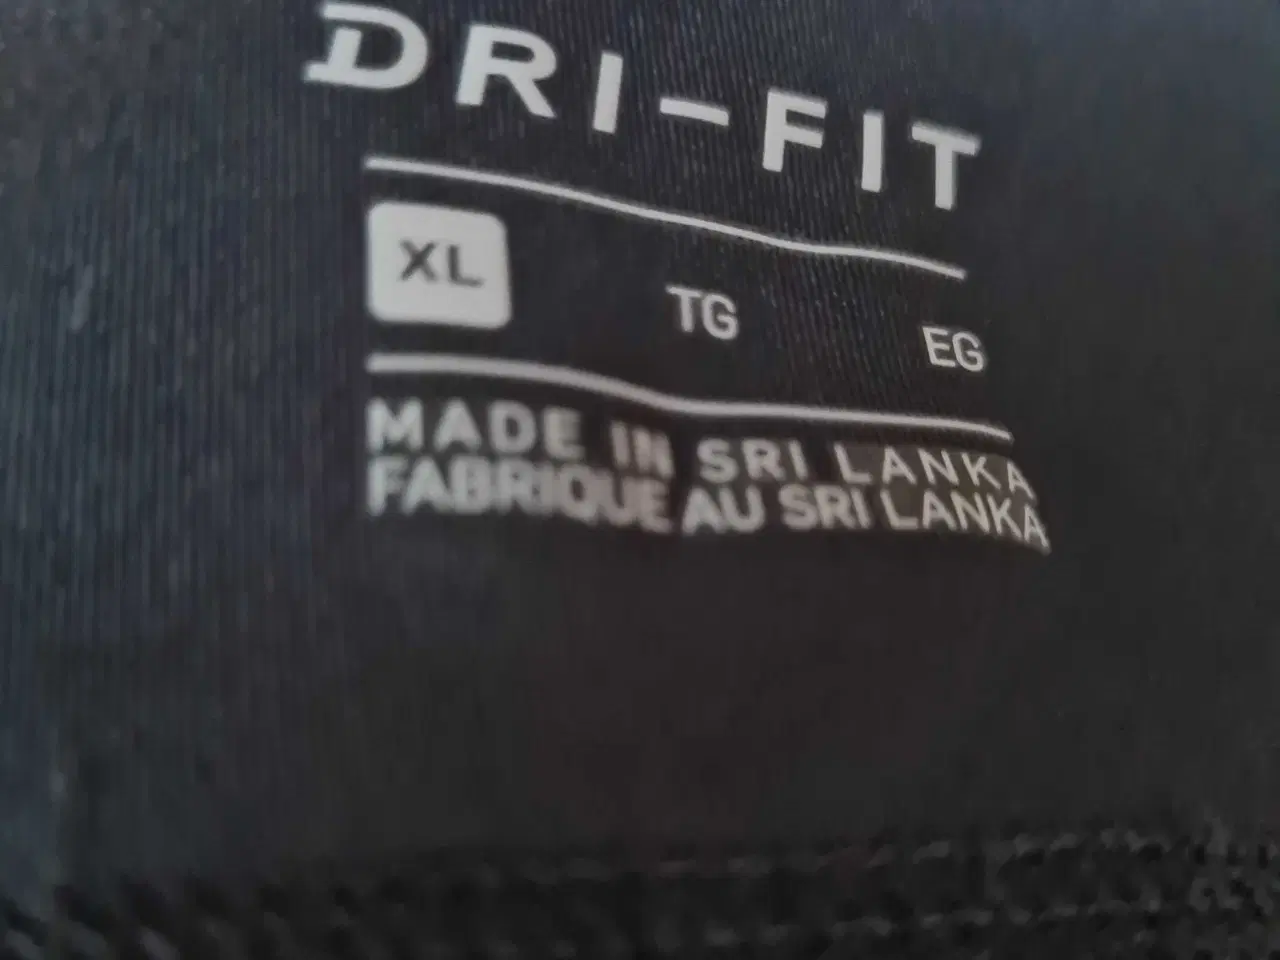 DRI-FIT
XL TG EG
MADE IN SRI LANKA
FABRIQUE AU SRI LANKA